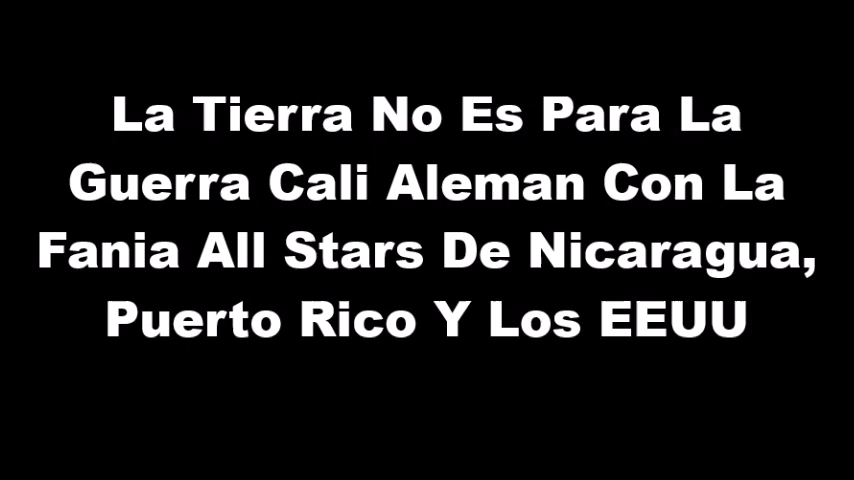 La Tierra No Es Para La
Guerra Cali Aleman Con La
Fania All Stars De Nicaragua,
Puerto Rico Y Los EEUU